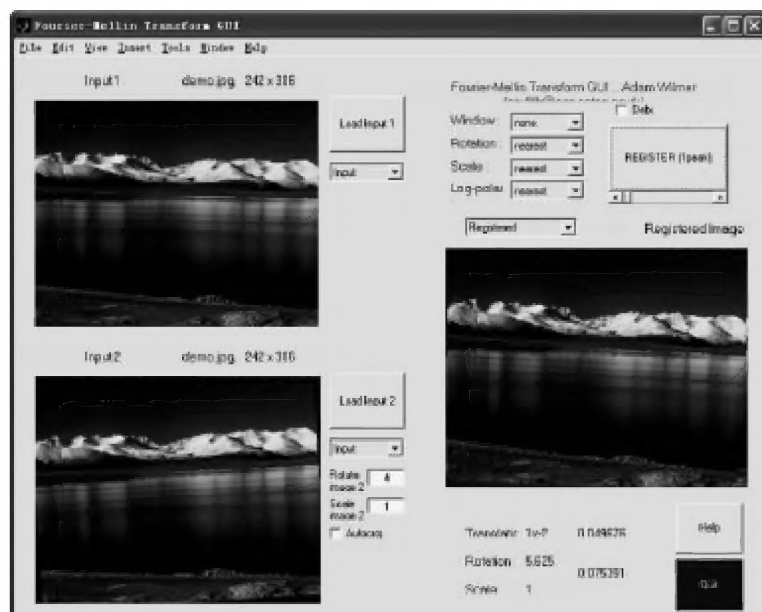 Fourier-Mellin Transform GUI
File Edit View Insert Tools Window Help
Input1 demo.jpg 242 x 316
Load Input 1
Input
Input2 demo.jpg 242 x 316
Load Input 2
Input
Rotate image 2 4
Scale image 2 1
Autocrop
Fourier-Mellin Transform GUI ... Adam Wilmer
Window: none
Rotation: nearest
Scale: nearest
Log-polar: nearest
REGISTER (1peak)
Registered
Registered Image
0.049626
Rotation 5.625
0.075391
Scale 1
Help